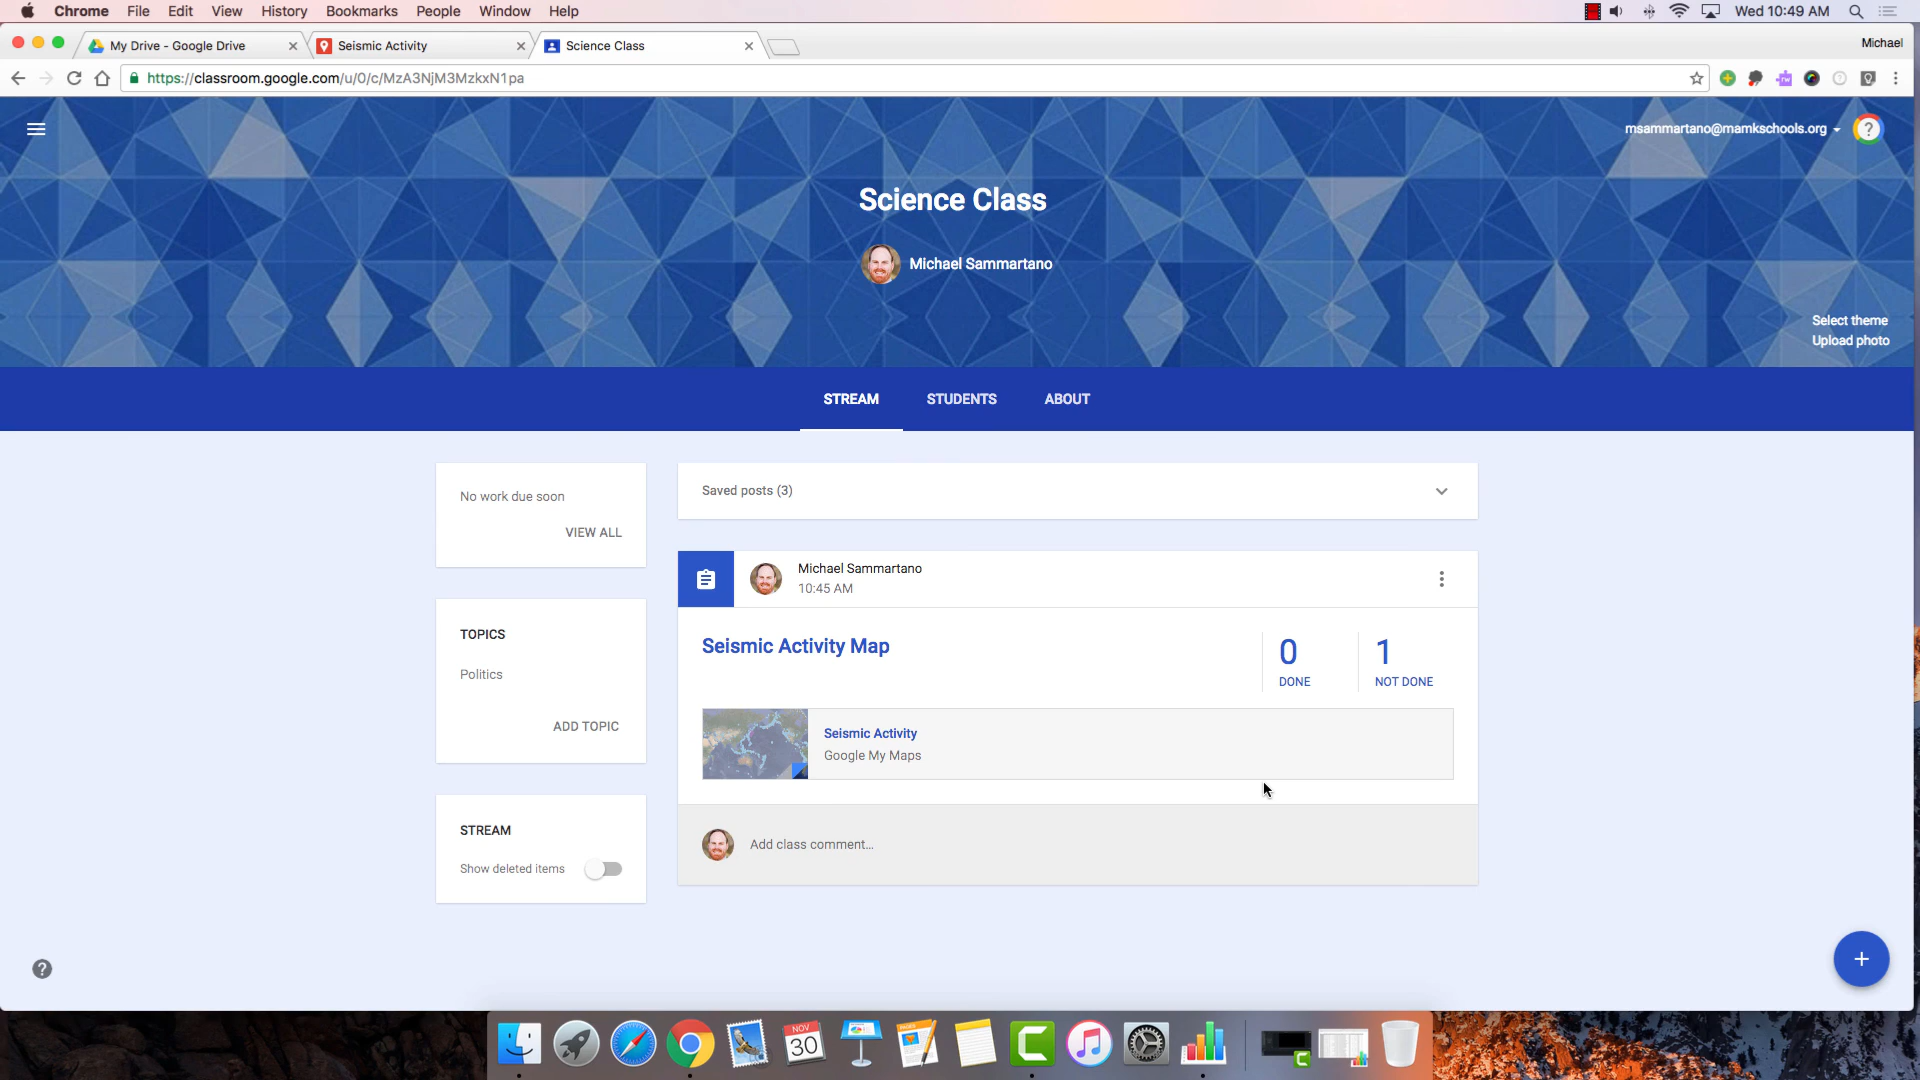 Chrome File Edit View History Bookmarks People Window Help Wed 10:49 AM
My Drive - Google Drive Seismic Activity Science Class Michael
https://classroom.google.com/u/0/c/MzA3NjM3MzkxN1pa
msammartano@mamkschools.org
Science Class
Michael Sammartano
Select theme
Upload photo
STREAM STUDENTS ABOUT
No work due soon
VIEW ALL
TOPICS
Politics
ADD TOPIC
STREAM
Show deleted items
Saved posts (3)
Michael Sammartano
10:45 AM
Seismic Activity Map
0 DONE
1 NOT DONE
Seismic Activity
Google My Maps
Add class comment...
NOV
30
PAGES